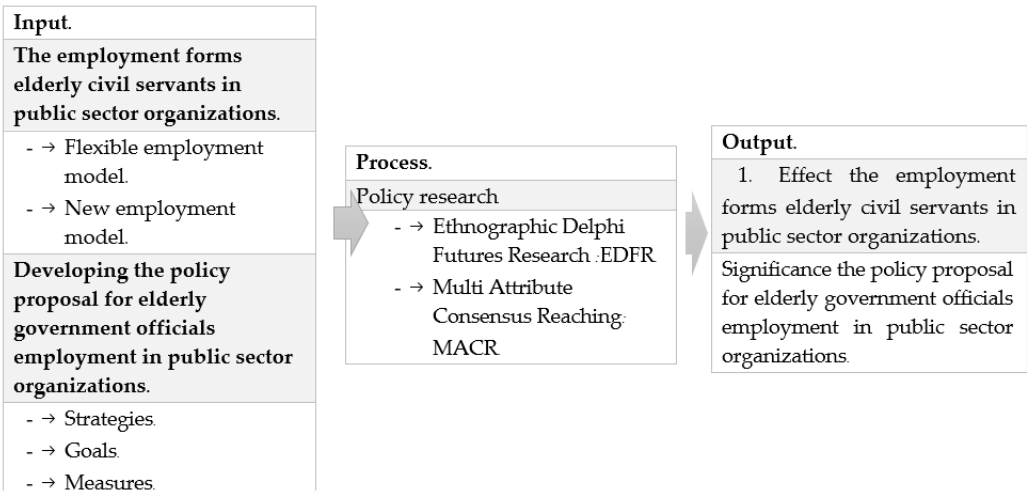 Input.
The employment forms
elderly civil servants in
public sector organizations.
- → Flexible employment
model.
- → New employment
model.
Developing the policy
proposal for elderly
government officials
employment in public sector
organizations.
- → Strategies.
- → Goals.
- → Measures.
Process.
Policy research
- → Ethnographic Delphi
Futures Research :EDFR
- → Multi Attribute
Consensus Reaching:
MACR
Output.
1. Effect the employment
forms elderly civil servants in
public sector organizations.
Significance the policy proposal
for elderly government officials
employment in public sector
organizations.